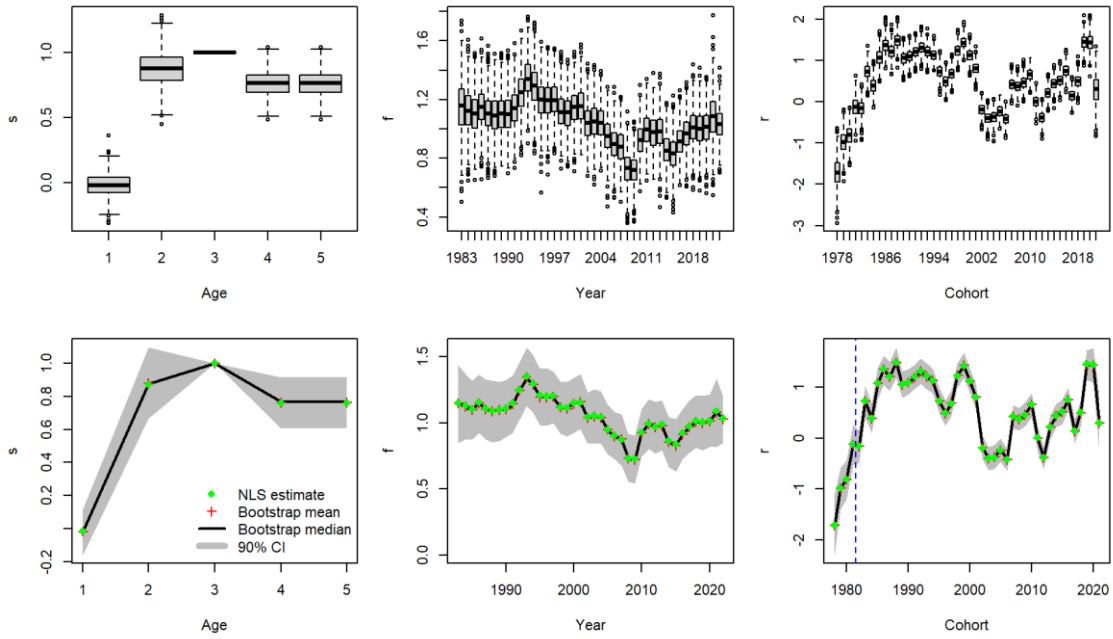 s
0.0 0.5 1.0
1 2 3 4 5
Age
f
0.4 0.8 1.2 1.6
1983 1990 1997 2004 2011 2018
Year
r
-3 -2 -1 0 1 2
1978 1986 1994 2002 2010 2018
Cohort
s
-0.2 0.2 0.4 0.6 0.8 1.0
1 2 3 4 5
Age
NLS estimate
Bootstrap mean
Bootstrap median
90% CI
f
0.0 0.5 1.0 1.5
1990 2000 2010 2020
Year
r
-2 -1 0 1
1980 1990 2000 2010 2020
Cohort